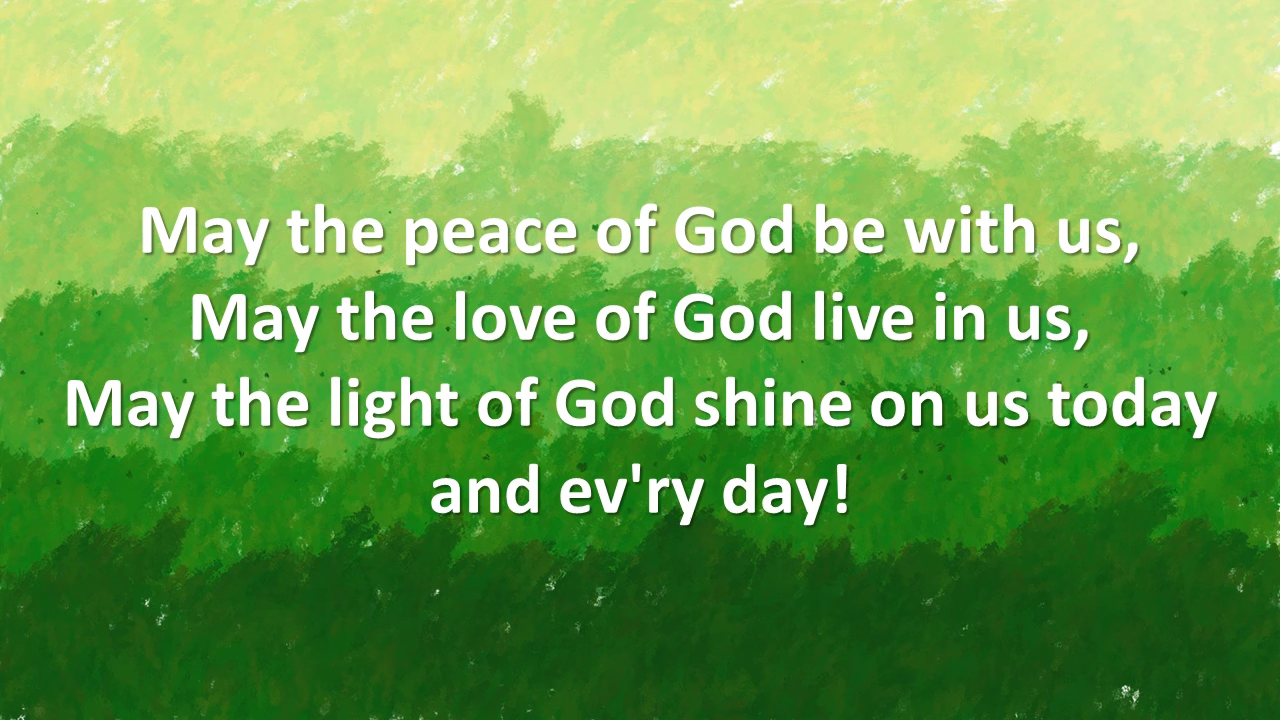 May the peace of God be with us,
May the love of God live in us,
May the light of God shine on us today
and ev'ry day!